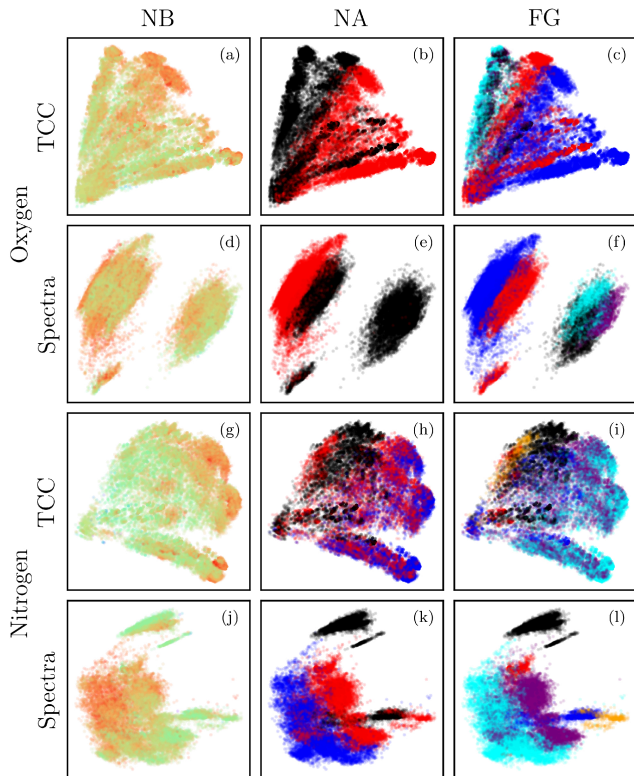 NB NA FG
Oxygen
TCC
(a) (b) (c)
Spectra
(d) (e) (f)
Nitrogen
TCC
(g) (h) (i)
Spectra
(j) (k) (l)